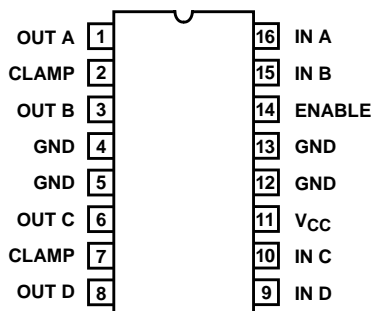 OUT A 1 16 IN A
CLAMP 2 15 IN B
OUT B 3 14 ENABLE
GND 4 13 GND
GND 5 12 GND
OUT C 6 11 VCC
CLAMP 7 10 IN C
OUT D 8 9 IN D